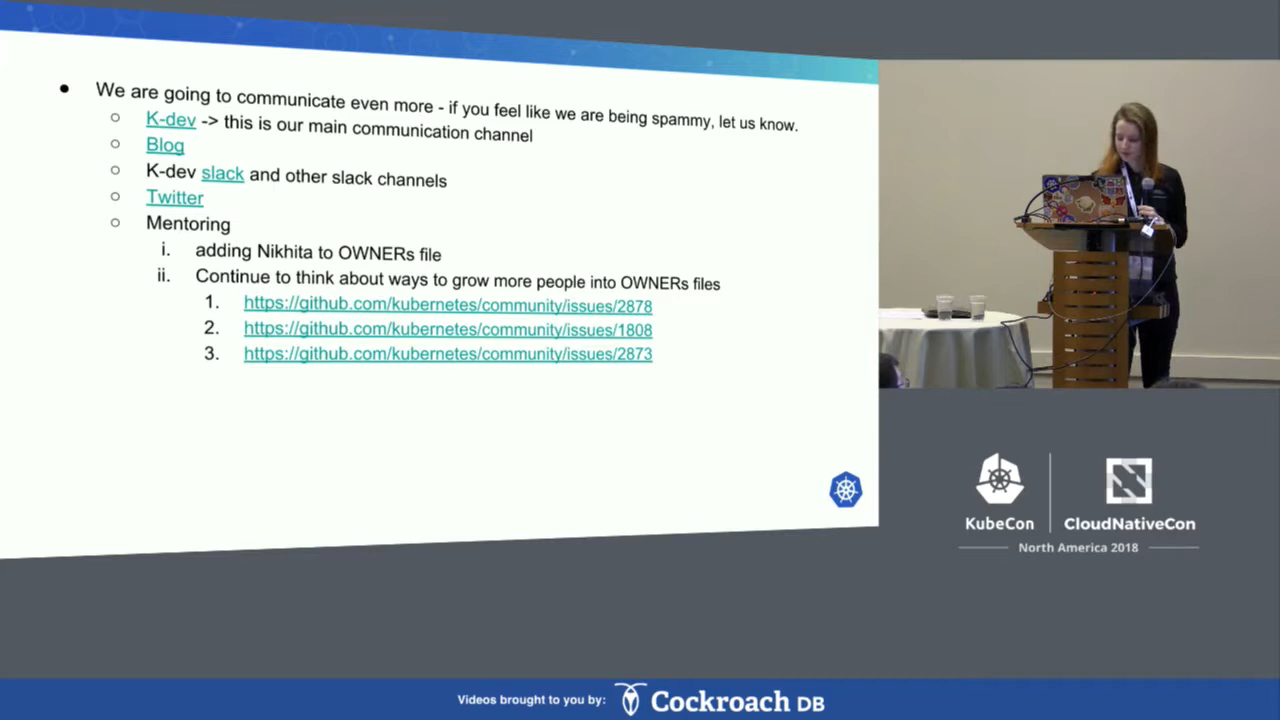 We are going to communicate even more - if you feel like we are being spammy, let us know.
K-dev -> this is our main communication channel
Blog
K-dev slack and other slack channels
Twitter
Mentoring
i. adding Nikhita to OWNERs file
ii. Continue to think about ways to grow more people into OWNERs files
1. https://github.com/kubernetes/community/issues/2878
2. https://github.com/kubernetes/community/issues/1808
3. https://github.com/kubernetes/community/issues/2873
KubeCon
CloudNativeCon
North America 2018
Videos brought to you by: Cockroach DB